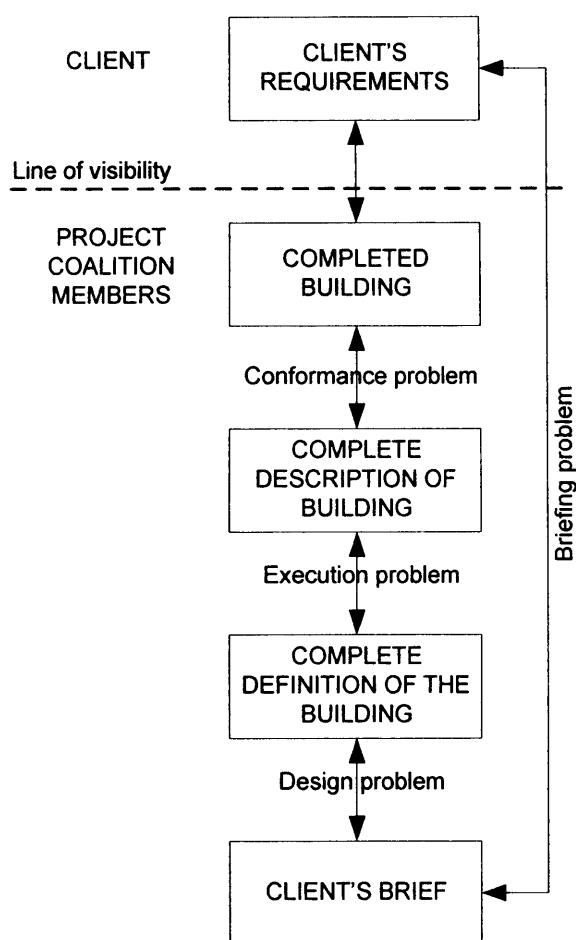 CLIENT
CLIENT'S
REQUIREMENTS
Line of visibility
PROJECT
COALITION
MEMBERS
COMPLETED
BUILDING
Conformance problem
COMPLETE
DESCRIPTION OF
BUILDING
Briefing problem
Execution problem
COMPLETE
DEFINITION OF THE
BUILDING
Design problem
CLIENT'S BRIEF